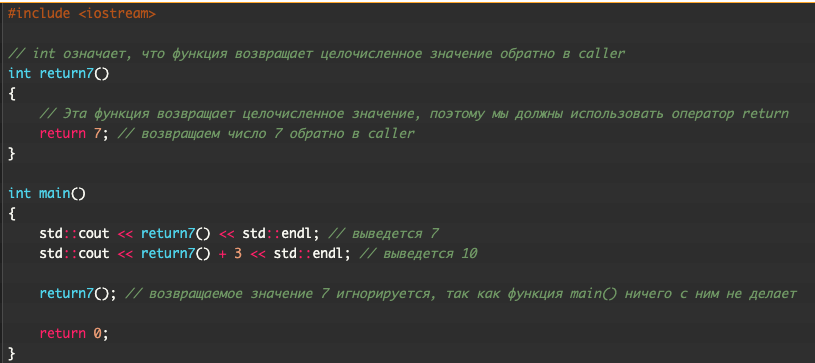 #include <iostream>
// int означает, что функция возвращает целочисленное значение обратно в caller
int return7()
{
// Эта функция возвращает целочисленное значение, поэтому мы должны использовать оператор return
return 7; // возвращаем число 7 обратно в caller
}
int main()
{
std::cout << return7() << std::endl; // выведется 7
std::cout << return7() + 3 << std::endl; // выведется 10
return7(); // возвращаемое значение 7 игнорируется, так как функция main() ничего с ним не делает
return 0;
}